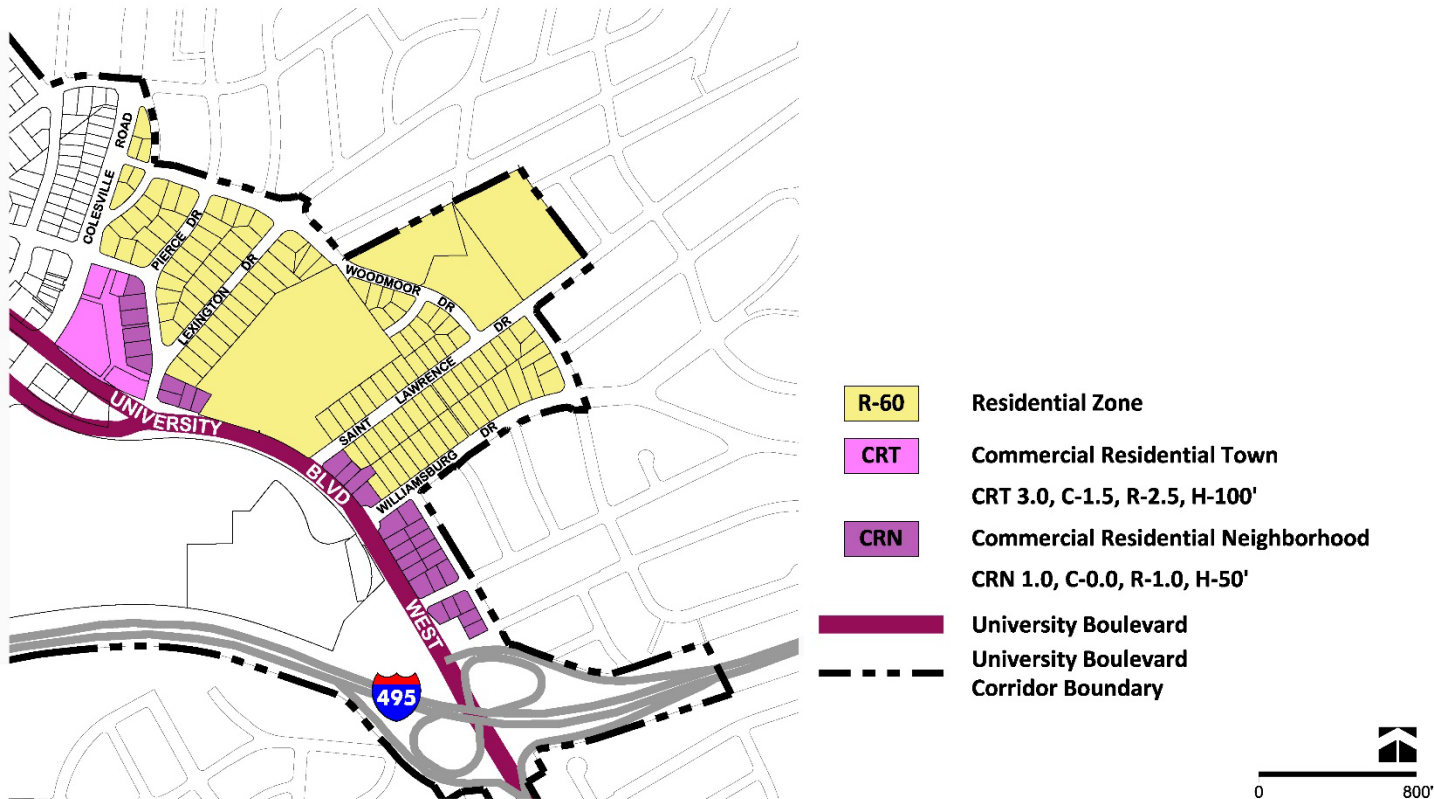 COLESVILLE ROAD
PIERCE DR
LEXINGTON DR
WOODMOOR DR
SAINT LAWRENCE DR
WILLIAMSBURG DR
UNIVERSITY BLVD WEST
495
R-60 Residential Zone
CRT Commercial Residential Town
CRT 3.0, C-1.5, R-2.5, H-100'
CRN Commercial Residential Neighborhood
CRN 1.0, C-0.0, R-1.0, H-50'
University Boulevard
University Boulevard
Corridor Boundary
0 800'